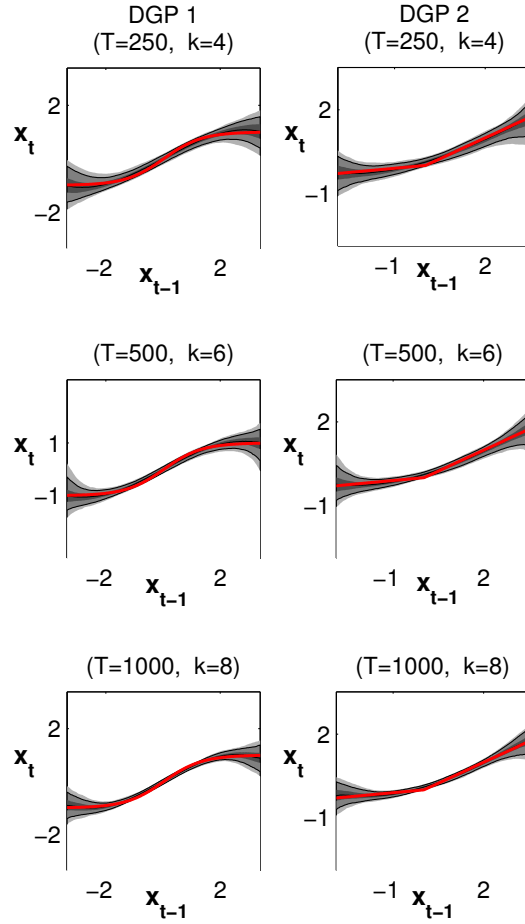 DGP 1
(T=250, k=4)
2
x_t
−2
−2
x_{t−1}
2
DGP 2
(T=250, k=4)
2
x_t
−1
−1
x_{t−1}
2
(T=500, k=6)
1
x_t
−1
−2
x_{t−1}
2
(T=500, k=6)
2
x_t
−1
−1
x_{t−1}
2
(T=1000, k=8)
2
x_t
−2
−2
x_{t−1}
2
(T=1000, k=8)
2
x_t
−1
−1
x_{t−1}
2